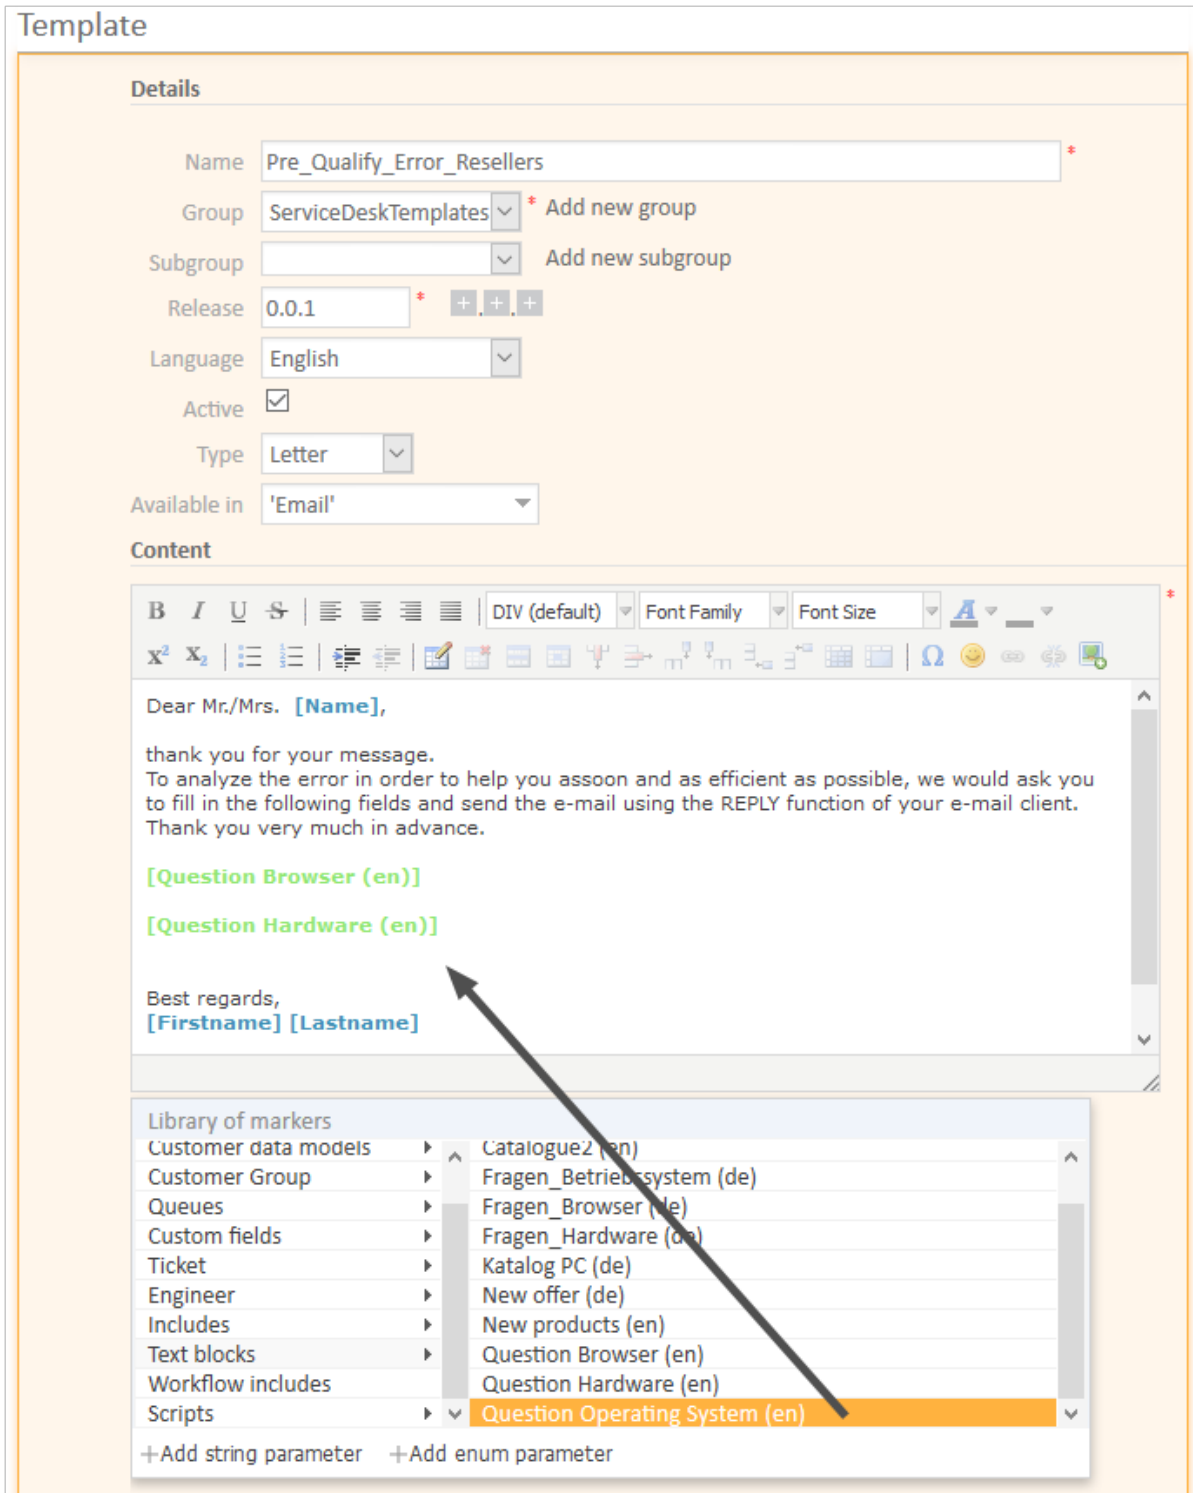 Template
Details
Name Pre_Qualify_Error_Resellers *
Group ServiceDeskTemplates * Add new group
Subgroup Add new subgroup
Release 0.0.1 * + . + . +
Language English
Active
Type Letter
Available in 'Email'
Content
B I U S DIV (default) Font Family Font Size A *
x² X₂ Ω
Dear Mr./Mrs. [Name],
thank you for your message.
To analyze the error in order to help you assoon and as efficient as possible, we would ask you
to fill in the following fields and send the e-mail using the REPLY function of your e-mail client.
Thank you very much in advance.
[Question Browser (en)]
[Question Hardware (en)]
Best regards,
[Firstname] [Lastname]
Library of markers
Customer data models Catalogue2 (en)
Customer Group Fragen_Betriebssystem (de)
Queues Fragen_Browser (de)
Custom fields Fragen_Hardware (de)
Ticket Katalog PC (de)
Engineer New offer (de)
Includes New products (en)
Text blocks Question Browser (en)
Workflow includes Question Hardware (en)
Scripts Question Operating System (en)
+Add string parameter +Add enum parameter